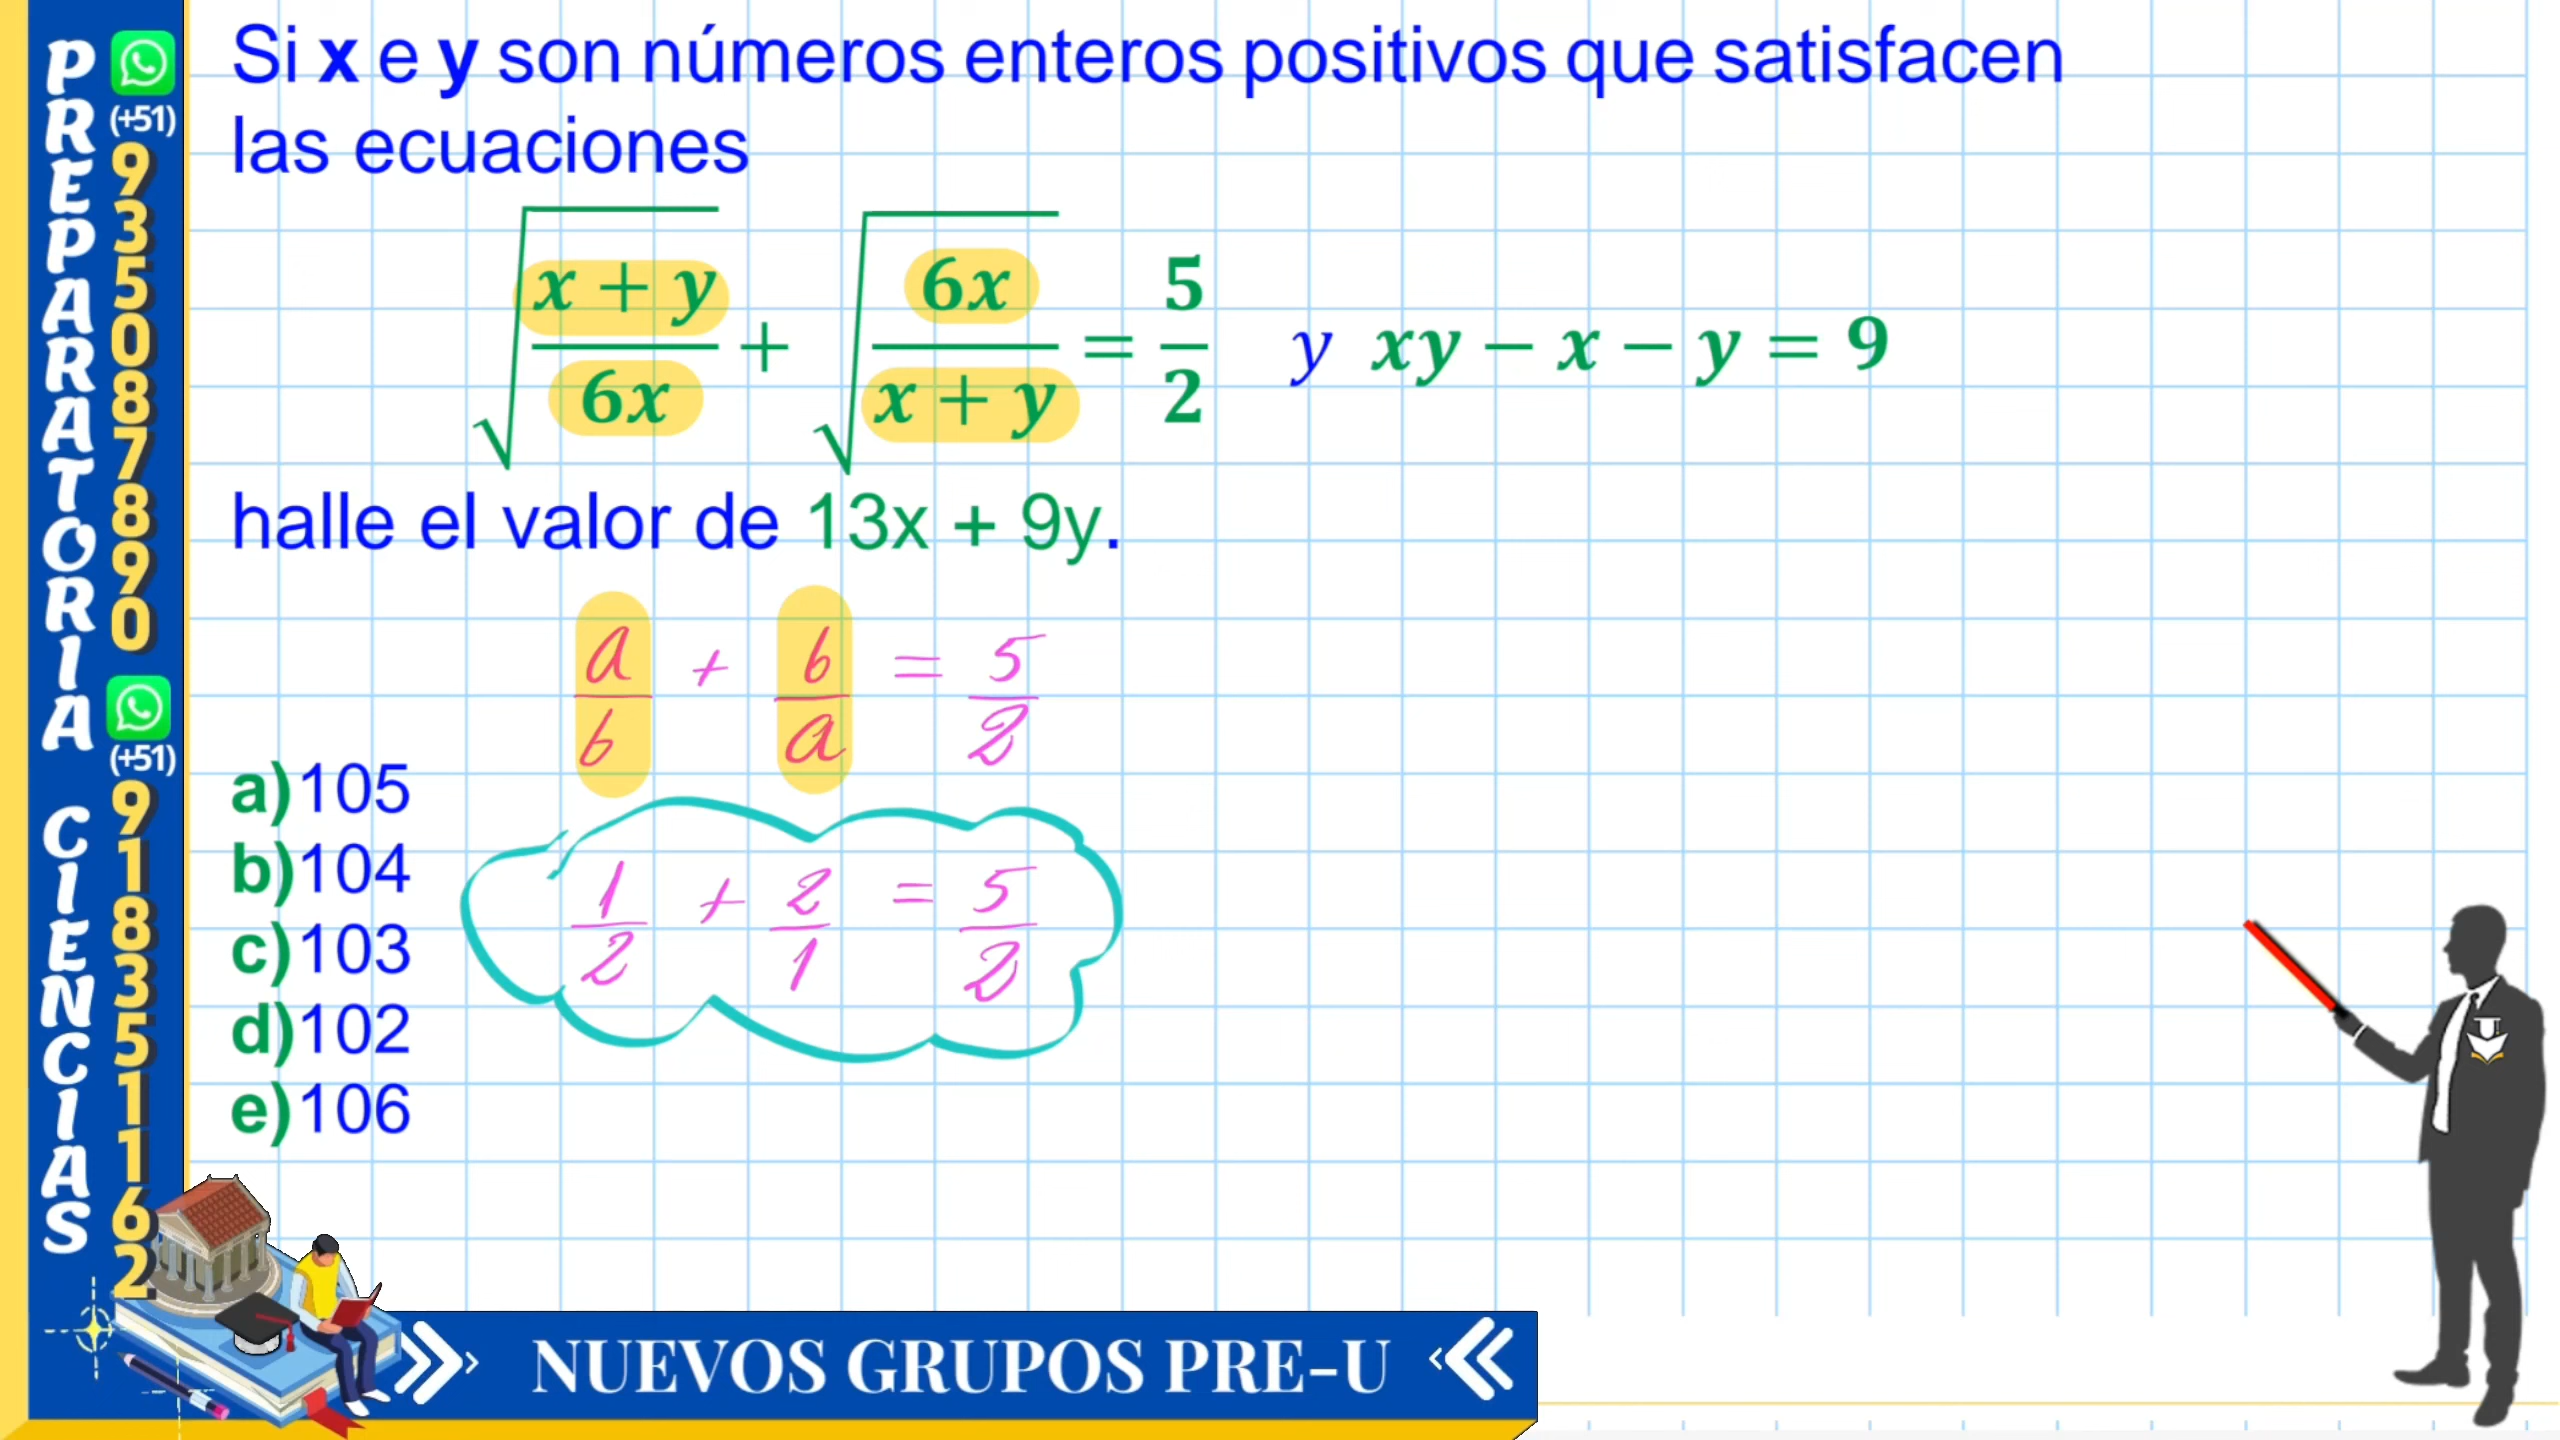 PREPARATORIA CIENCIAS
(+51) 935087890
(+51) 918351162
Si x e y son números enteros positivos que satisfacen
las ecuaciones
√((x + y)/(6x)) + √((6x)/(x + y)) = 5/2 y xy − x − y = 9
halle el valor de 13x + 9y.
a/b + b/a = 5/2
1/2 + 2/1 = 5/2
a)105
b)104
c)103
d)102
e)106
NUEVOS GRUPOS PRE-U